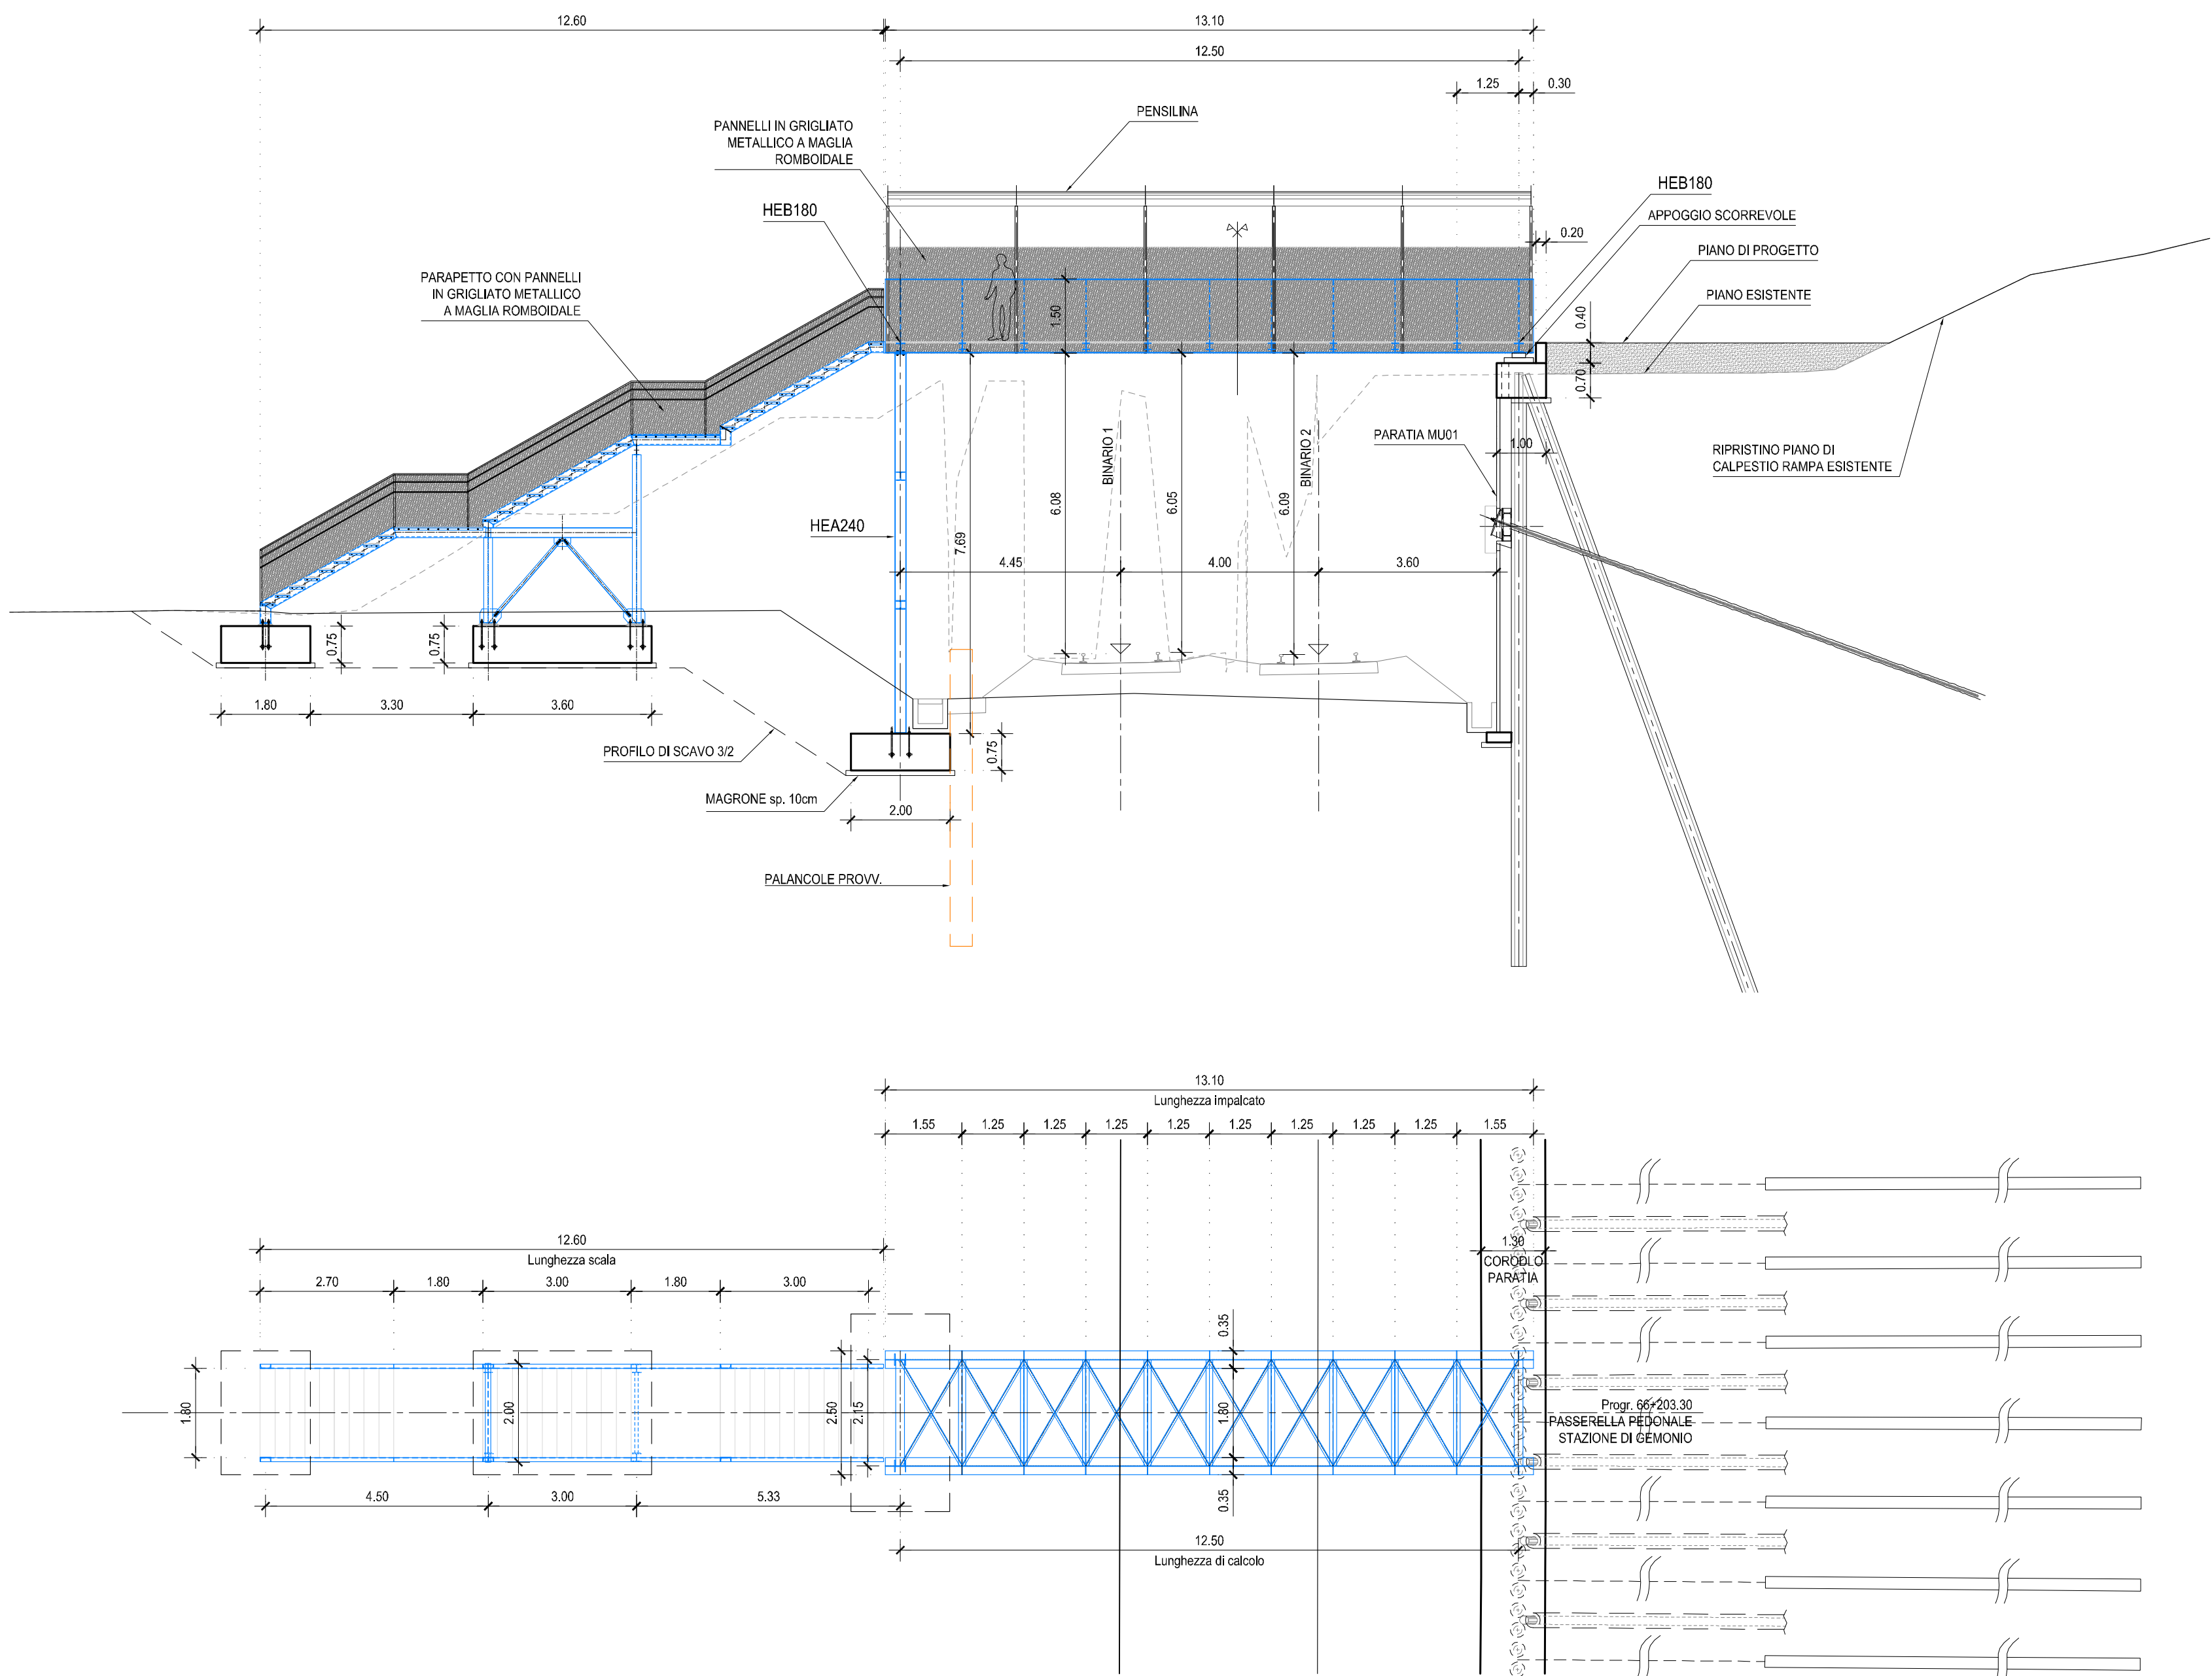 12.60
13.10
12.50
1.25
0.30
PENSILINA
PANNELLI IN GRIGLIATO
METALLICO A MAGLIA
ROMBOIDALE
HEB180
HEB180
APPOGGIO SCORREVOLE
0.20
PIANO DI PROGETTO
PIANO ESISTENTE
PARAPETTO CON PANNELLI
IN GRIGLIATO METALLICO
A MAGLIA ROMBOIDALE
1.50
0.40
0.70
BINARIO 1
BINARIO 2
PARATIA MU01
1.00
RIPRISTINO PIANO DI
CALPESTIO RAMPA ESISTENTE
6.08
6.05
6.09
HEA240
7.69
4.45
4.00
3.60
0.75
0.75
1.80
3.30
3.60
PROFILO DI SCAVO 3/2
0.75
MAGRONE sp. 10cm
2.00
PALANCOLE PROVV.
13.10
Lunghezza impalcato
1.55
1.25
1.25
1.25
1.25
1.25
1.25
1.25
1.25
1.55
12.60
Lunghezza scala
1.30
CORODLO
PARATIA
2.70
1.80
3.00
1.80
3.00
0.35
1.80
2.00
2.50
2.15
1.80
Progr. 66+203.30
PASSERELLA PEDONALE
STAZIONE DI GEMONIO
0.35
4.50
3.00
5.33
12.50
Lunghezza di calcolo